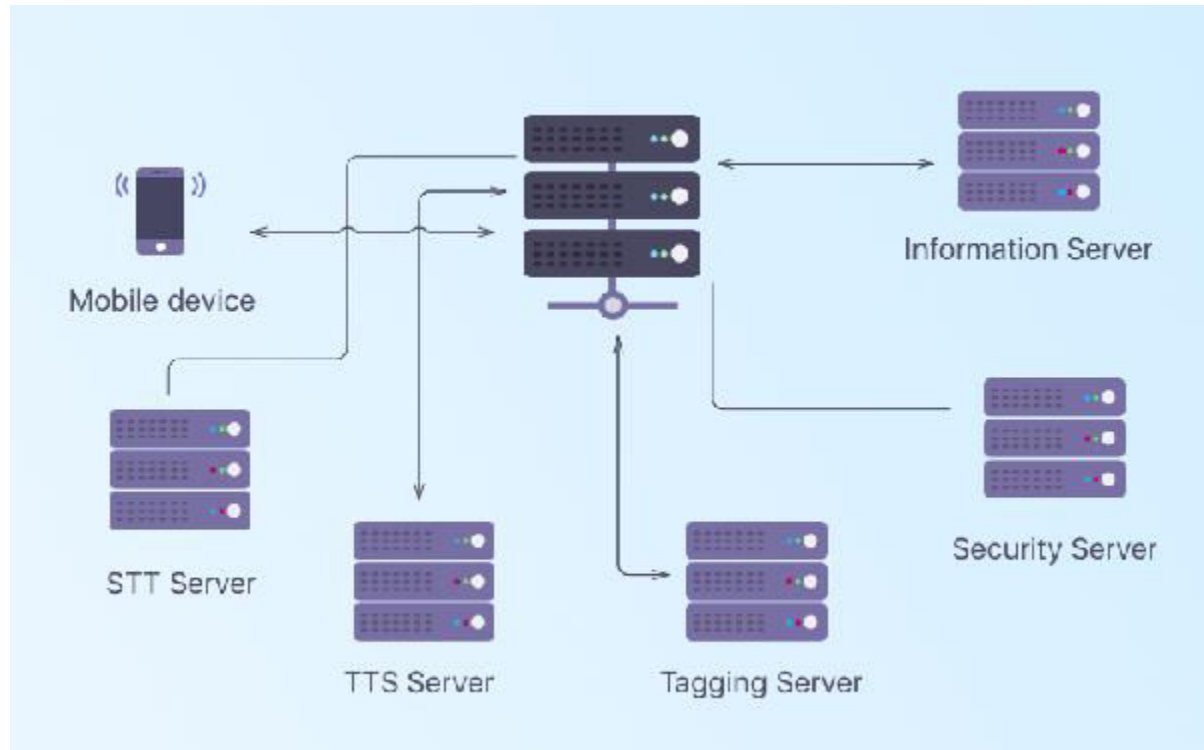 Information Server
Mobile device
STT Server
Security Server
TTS Server
Tagging Server